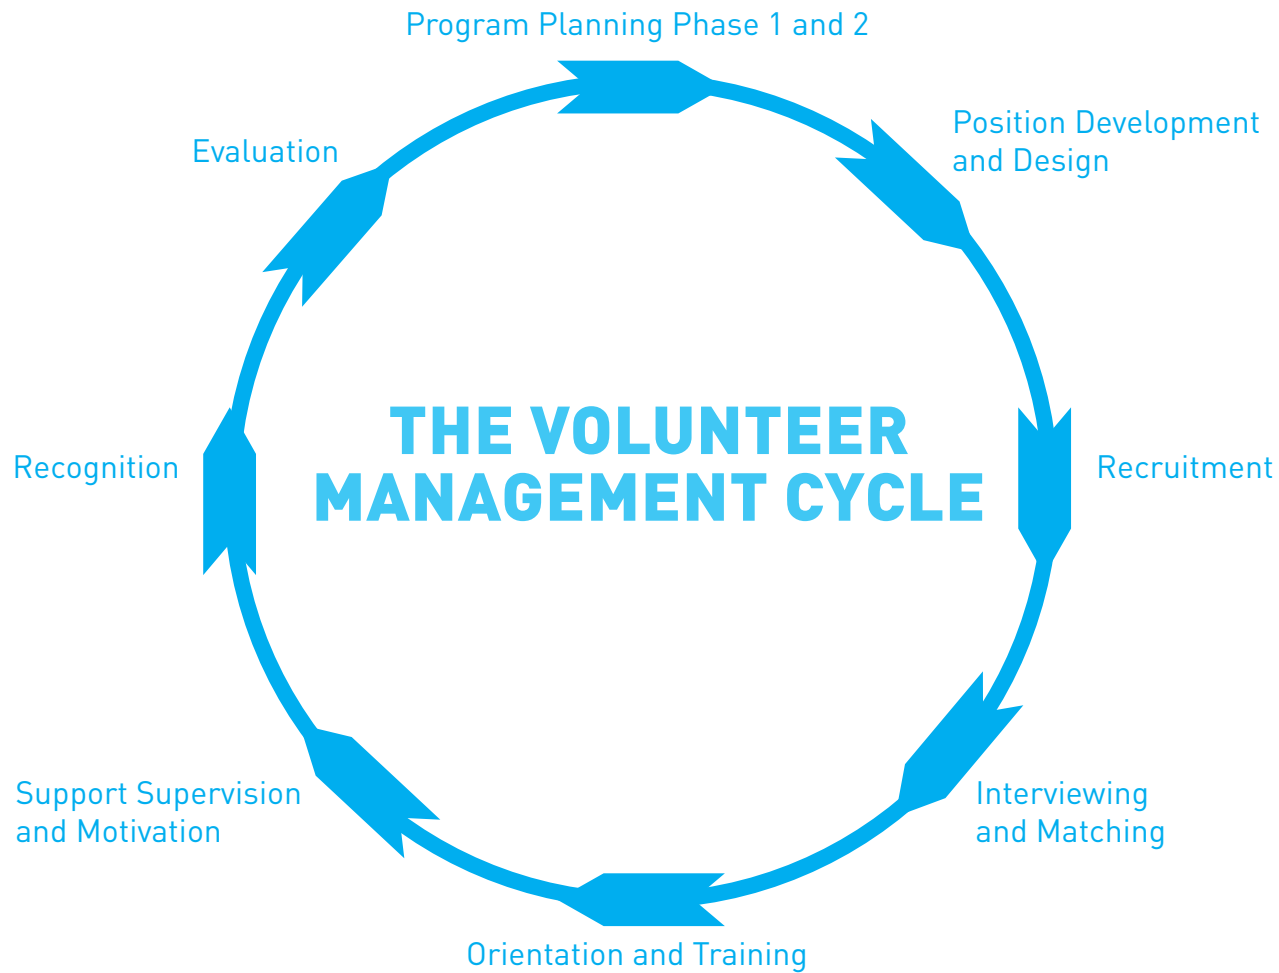 Program Planning Phase 1 and 2
Position Development
and Design
Evaluation
THE VOLUNTEER
MANAGEMENT CYCLE
Recognition
Recruitment
Support Supervision
and Motivation
Interviewing
and Matching
Orientation and Training